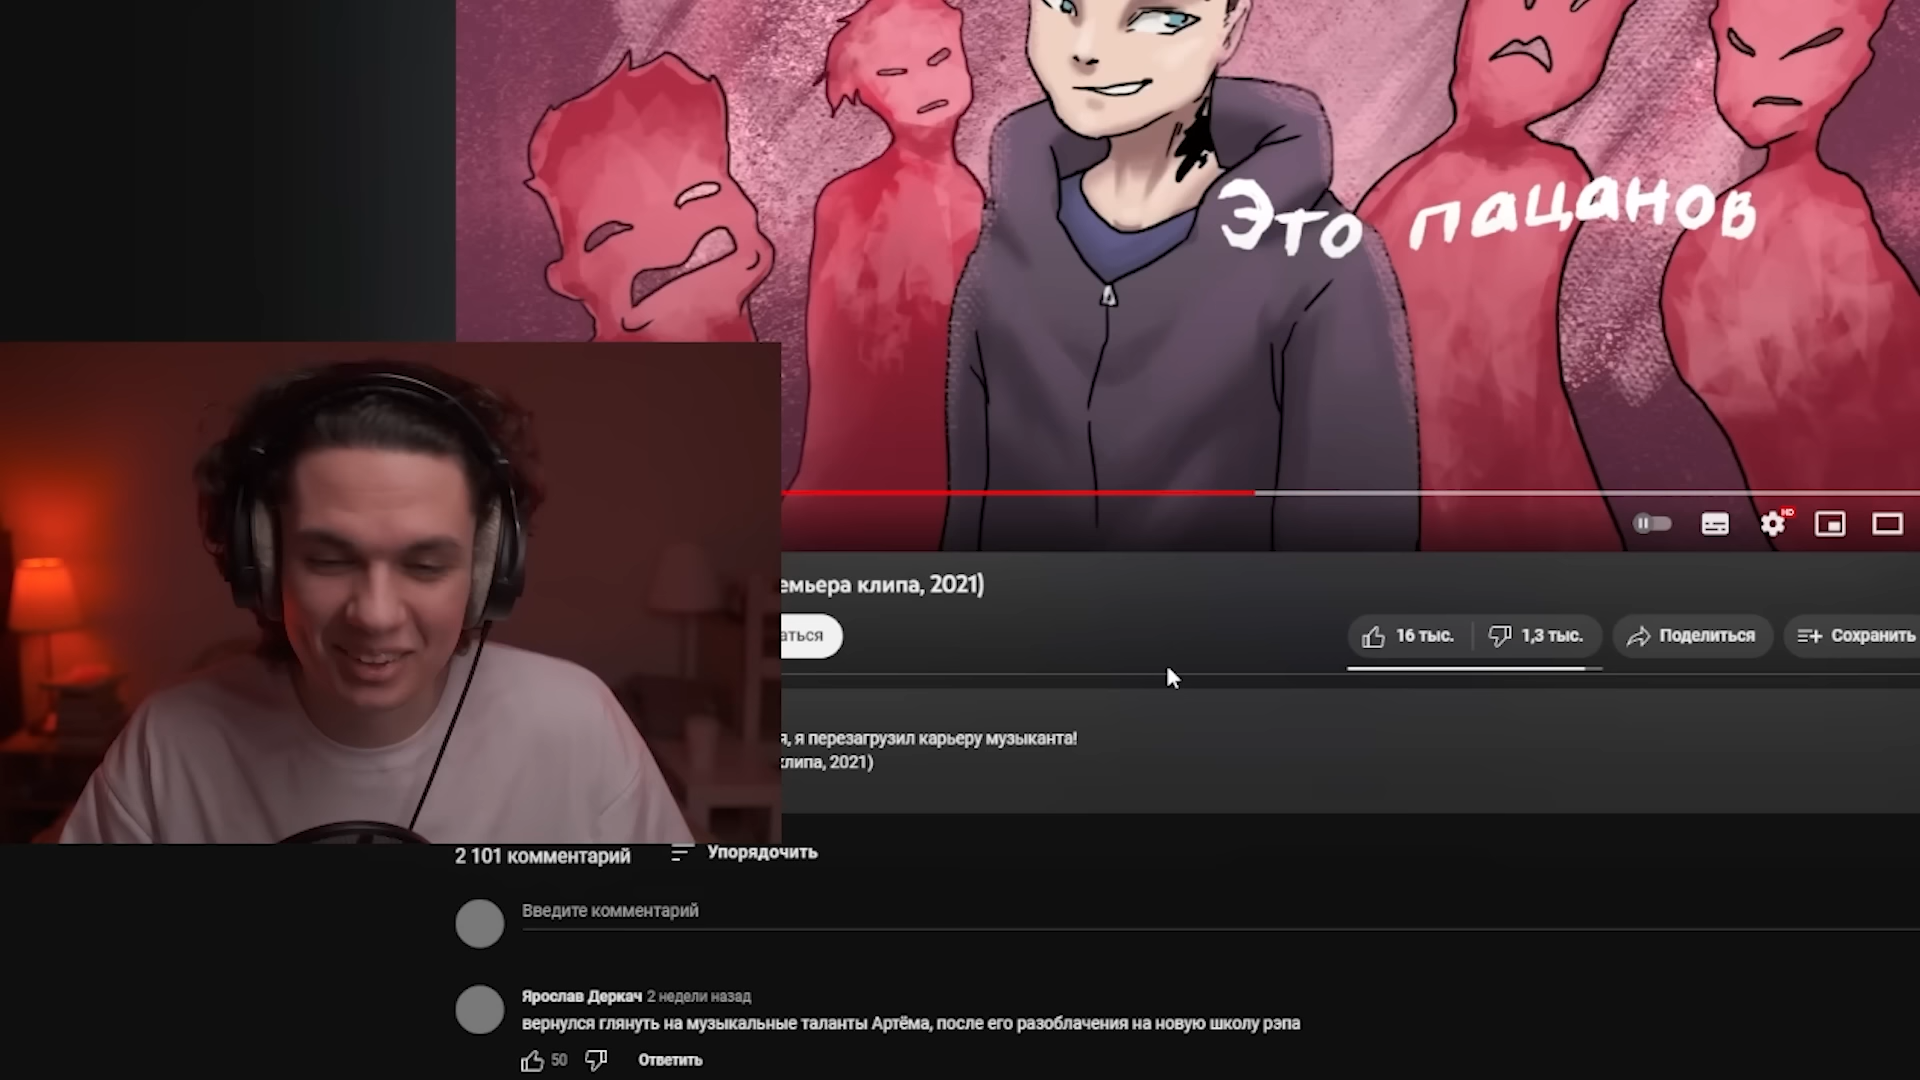 Это пацанов
HD
емьера клипа, 2021)
аться
16 тыс.
1,3 тыс.
Поделиться
Сохранить
я, я перезагрузил карьеру музыканта!
клипа, 2021)
2 101 комментарий
Упорядочить
Введите комментарий
Ярослав Деркач 2 недели назад
вернулся глянуть на музыкальные таланты Артёма, после его разоблачения на новую школу рэпа
50
Ответить